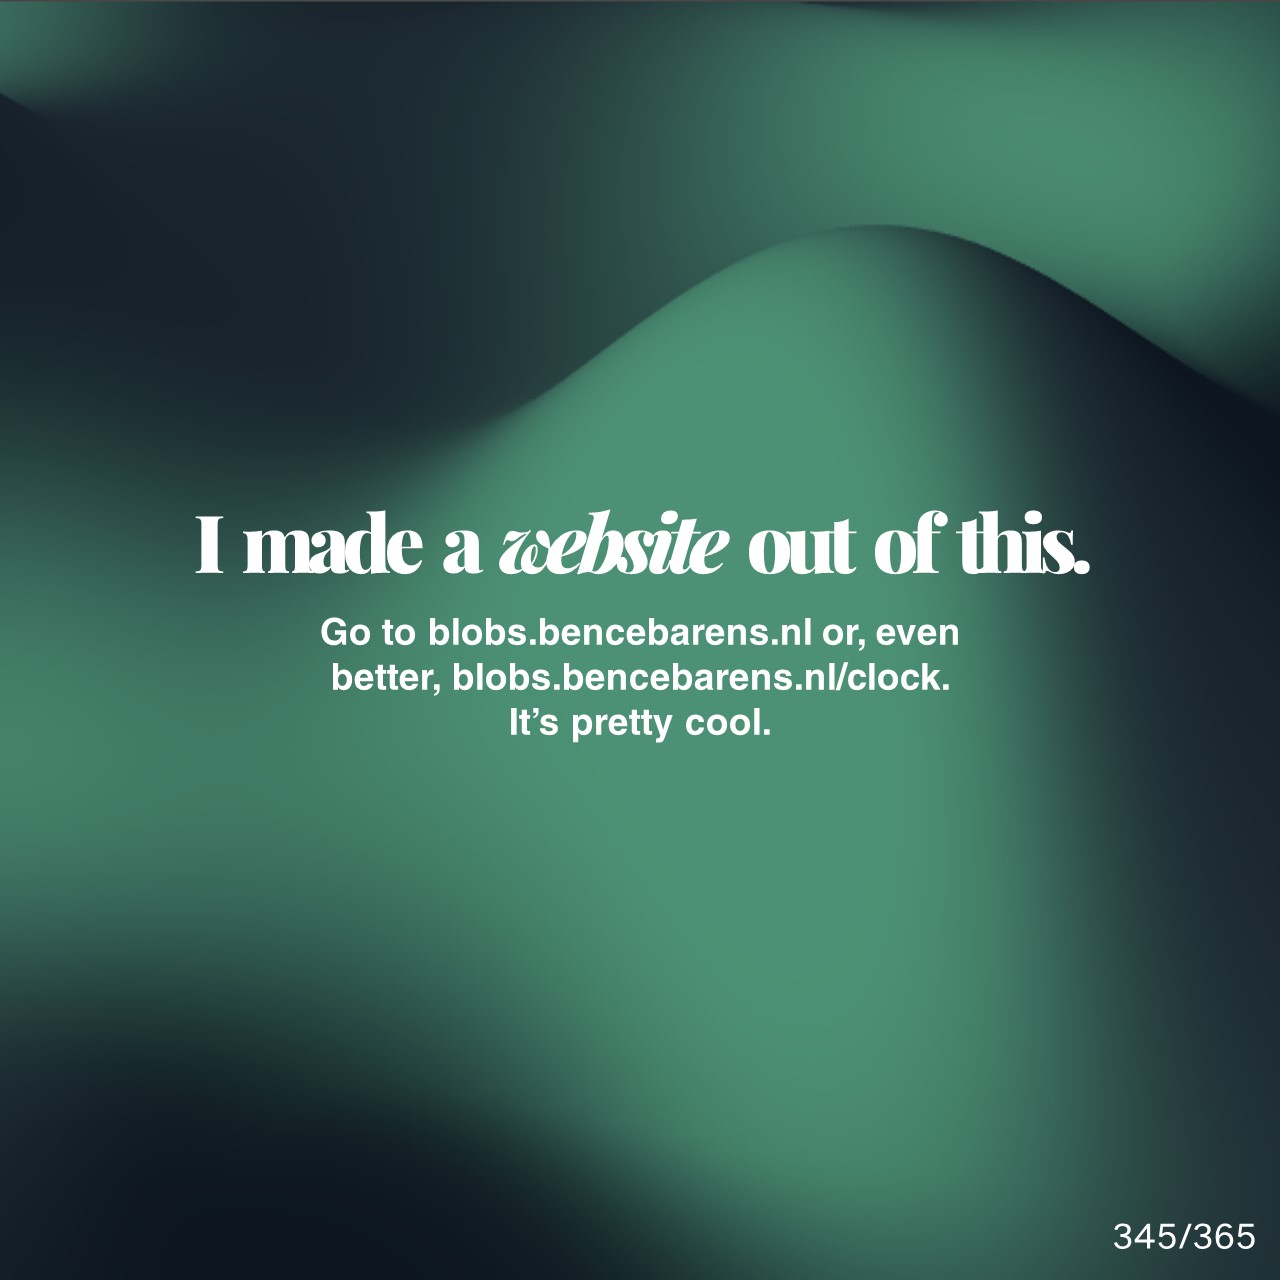 I made a website out of this.
Go to blobs.bencebarens.nl or, even
better, blobs.bencebarens.nl/clock.
It’s pretty cool.
345/365